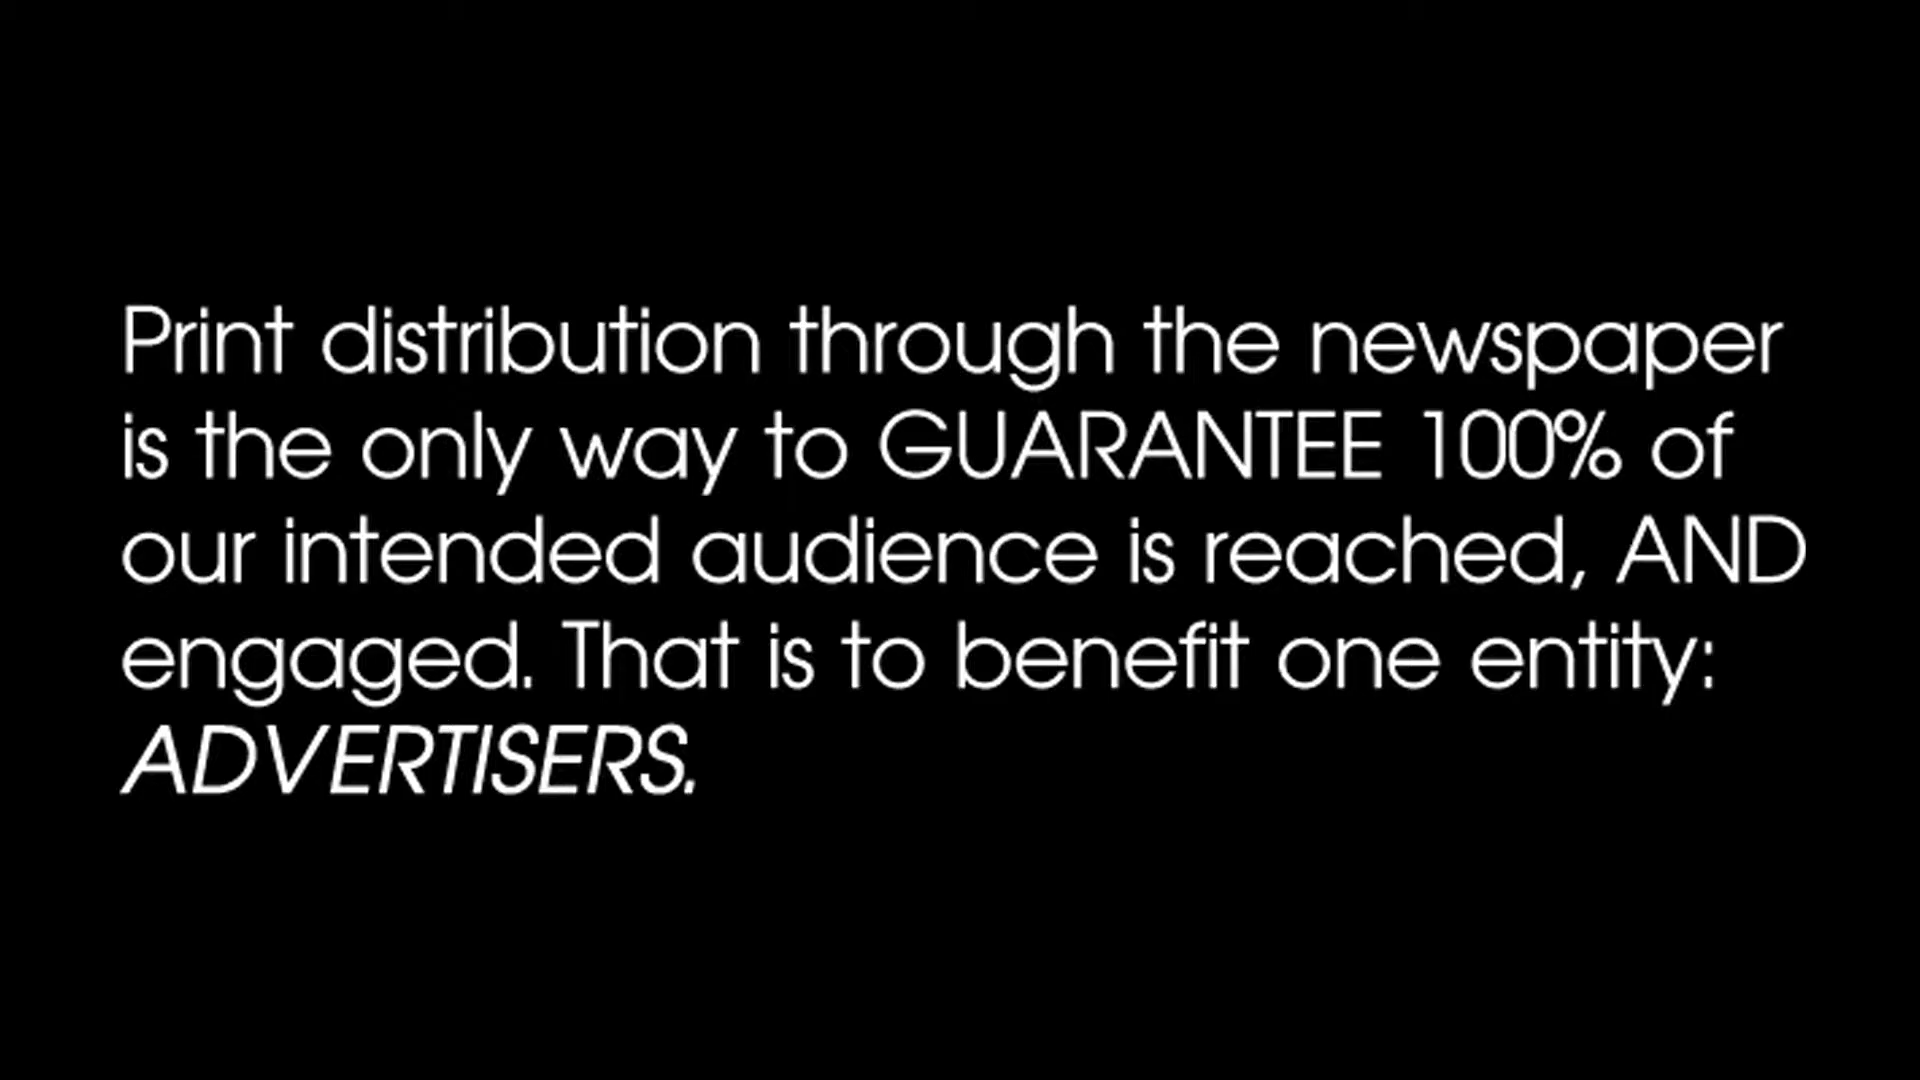 Print distribution through the newspaper
is the only way to GUARANTEE 100% of
our intended audience is reached, AND
engaged. That is to benefit one entity:
ADVERTISERS.